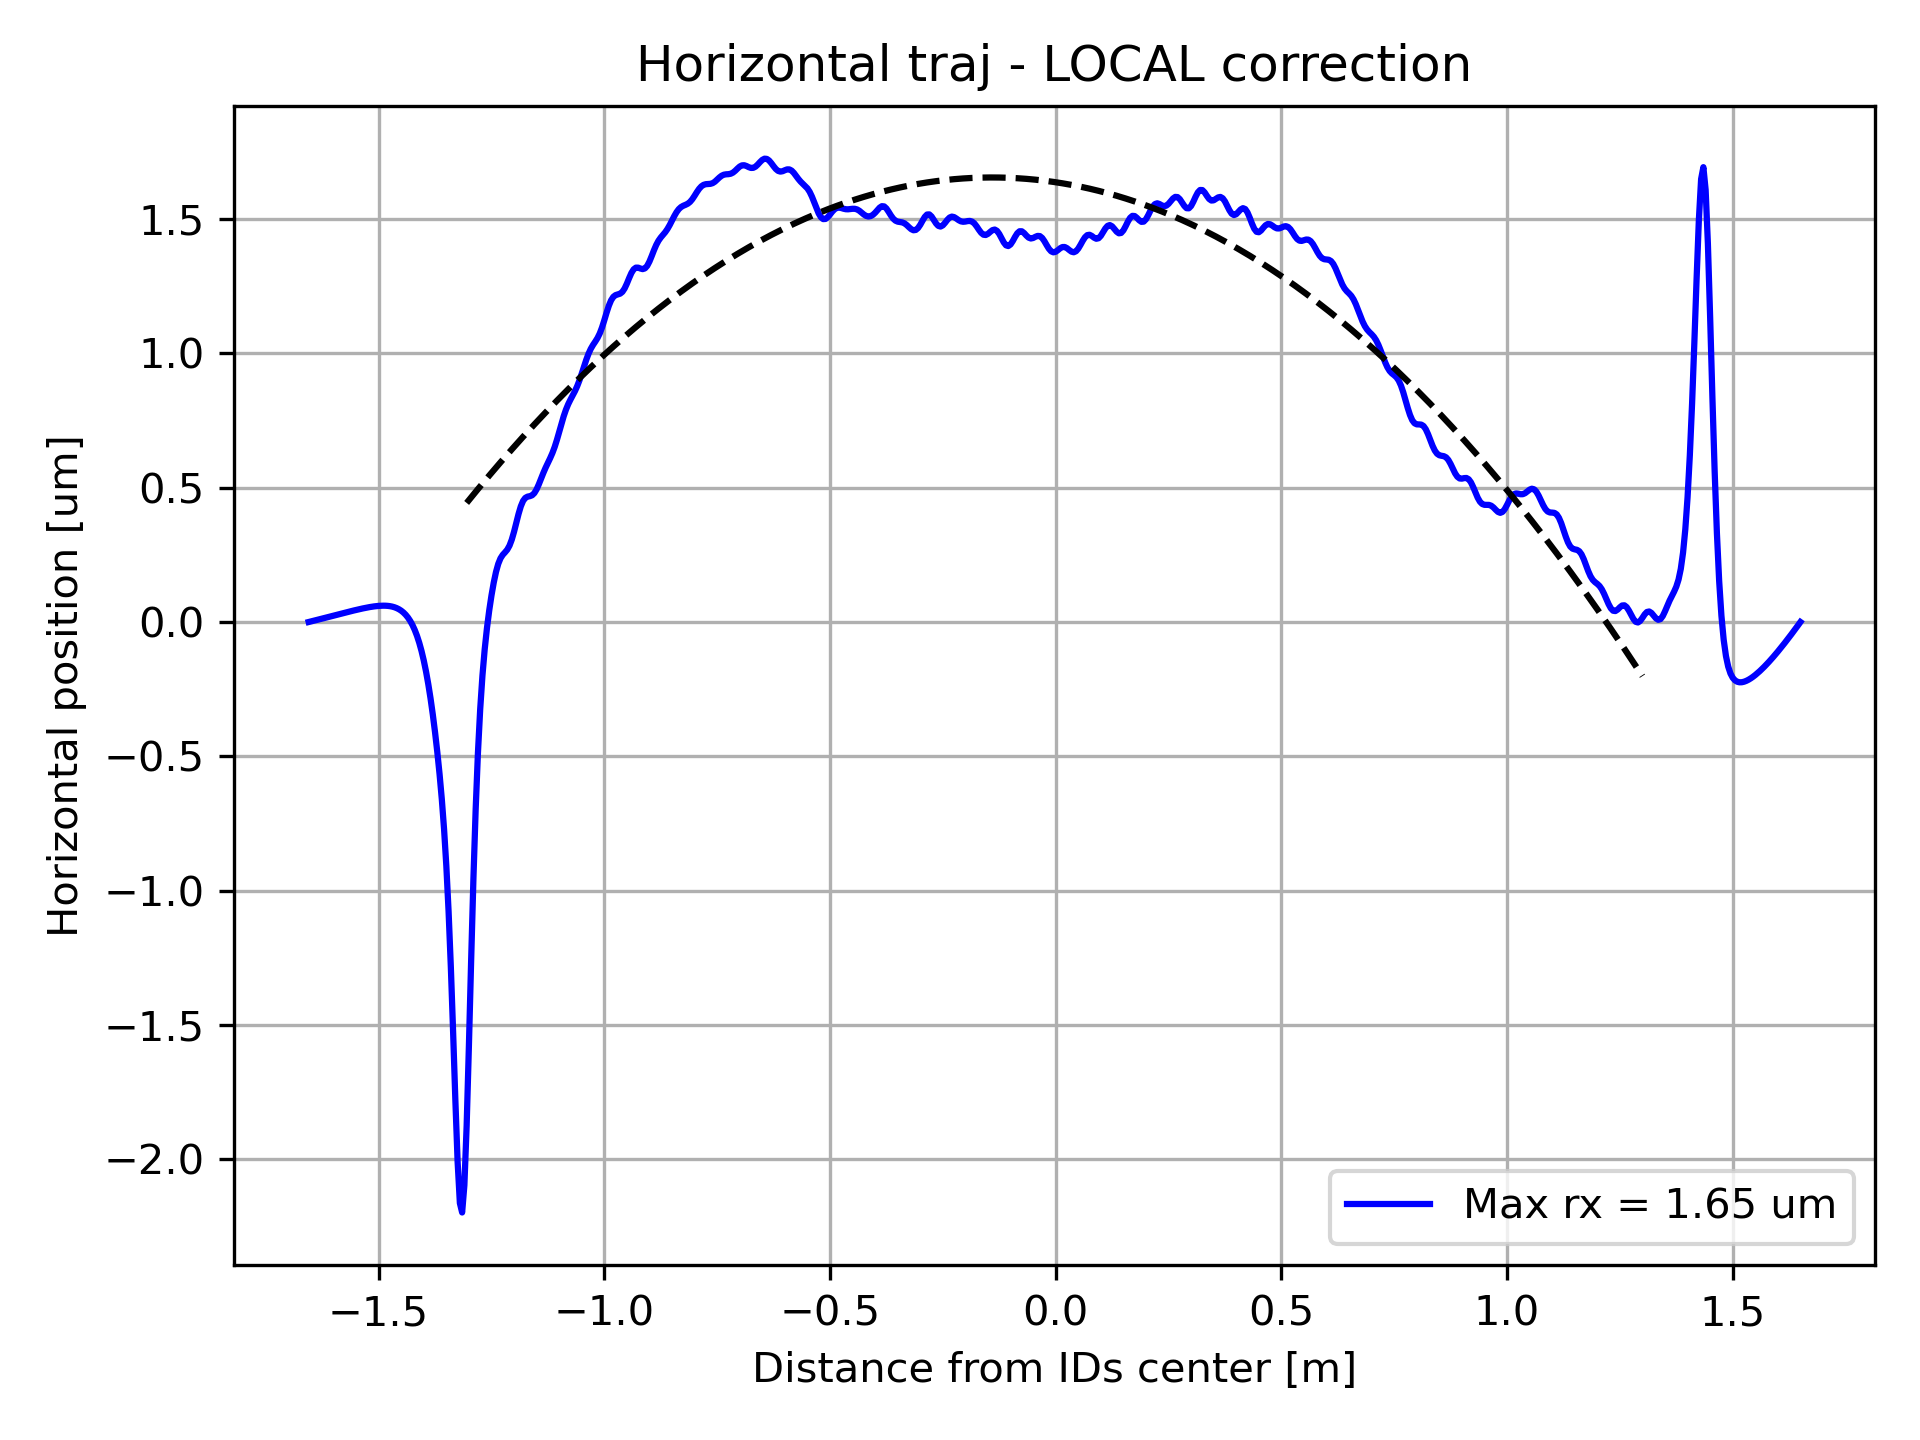 Horizontal traj - LOCAL correction
Horizontal position [um]
1.5
1.0
0.5
0.0
−0.5
−1.0
−1.5
−2.0
Max rx = 1.65 um
−1.5 −1.0 −0.5 0.0 0.5 1.0 1.5
Distance from IDs center [m]